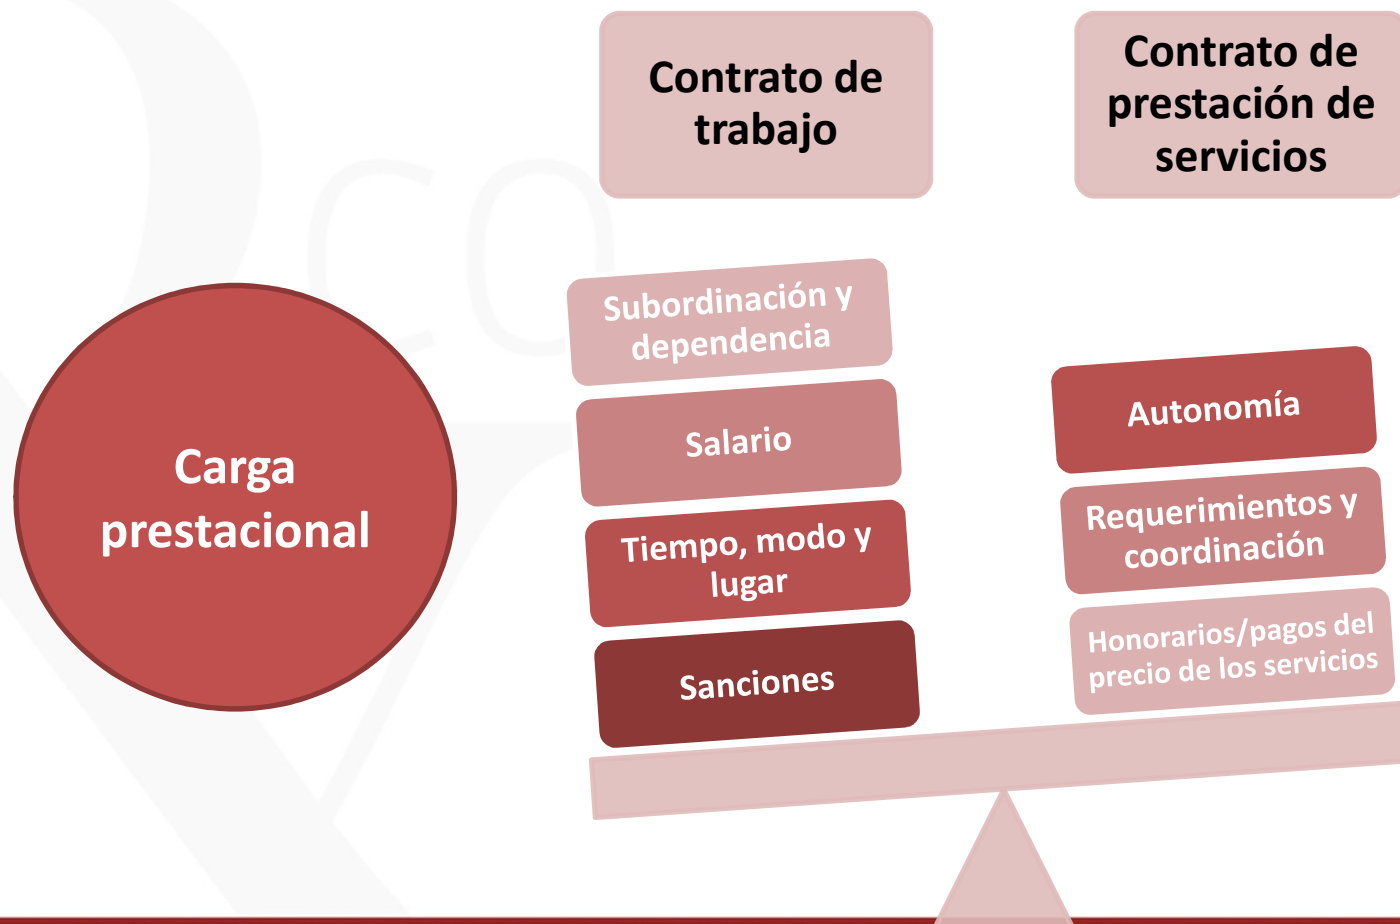 Contrato de
trabajo
Contrato de
prestación de
servicios
CO
Carga
prestacional
Subordinación y
dependencia
Salario
Tiempo, modo y
lugar
Sanciones
Autonomía
Requerimientos y
coordinación
Honorarios/pagos del
precio de los servicios